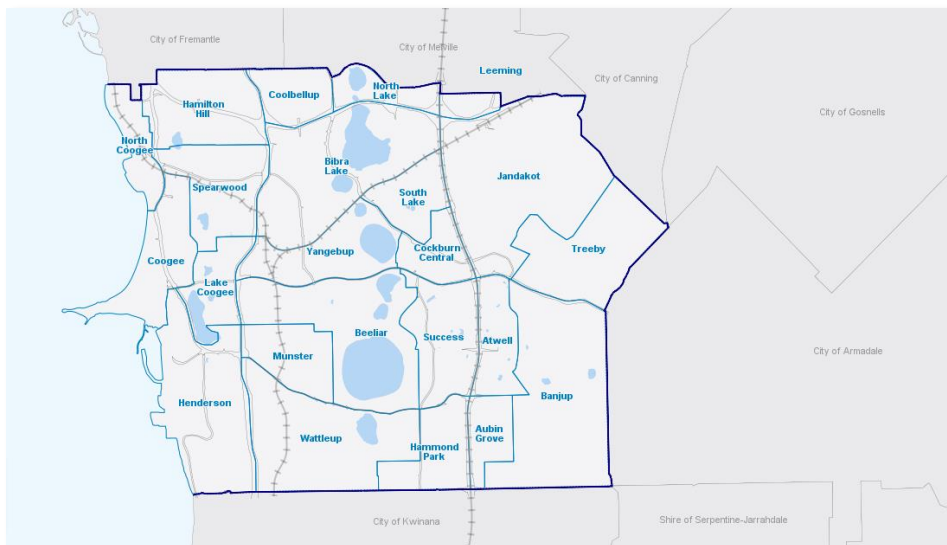 City of Fremantle
City of Melville
Leeming
City of Canning
Coolbellup
North
Lake
Hamilton
Hill
City of Gosnells
North
Coogee
Bibra
Lake
Jandakot
Spearwood
South
Lake
Yangebup
Cockburn
Central
Treeby
Coogee
Lake
Coogee
Beeliar
Success
Atwell
Munster
City of Armadale
Banjup
Henderson
Wattleup
Hammond
Park
Aubin
Grove
City of Kwinana
Shire of Serpentine-Jarrahdale